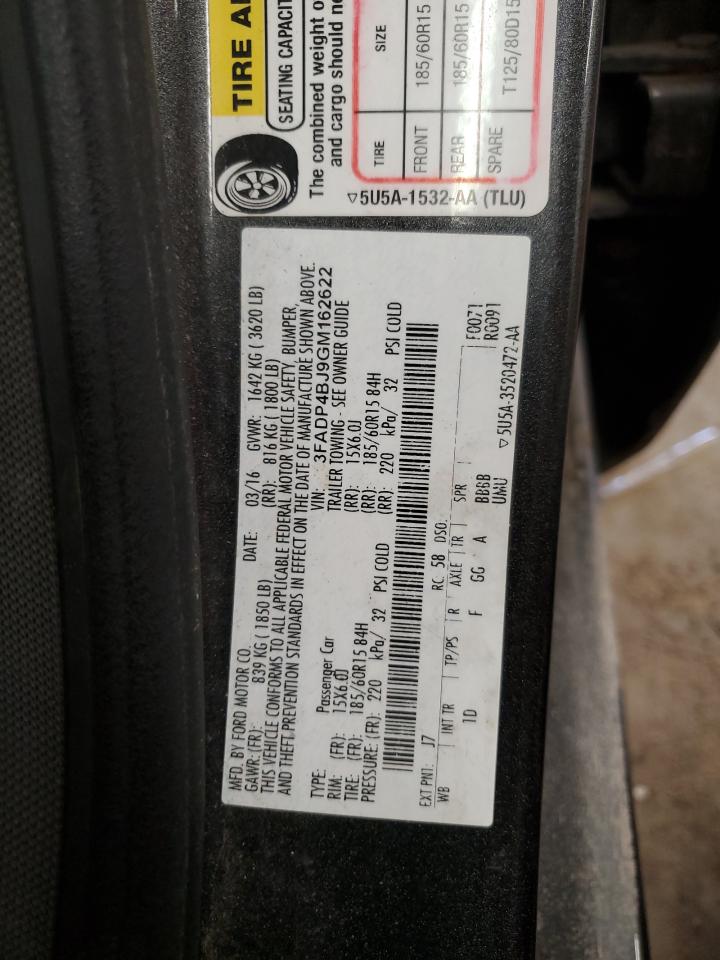 TIRE A
SEATING CAPACIT
The combined weight o
and cargo should ne
TIRE SIZE
FRONT 185/60R15
REAR 185/60R15
SPARE T125/80D15
▽5U5A-1532-AA (TLU)
MFD. BY FORD MOTOR CO.
DATE: 03/16 GVWR: 1642 KG ( 3620 LB)
GAWR:(FR): 839 KG ( 1850 LB) (RR): 816 KG ( 1800 LB)
THIS VEHICLE CONFORMS TO ALL APPLICABLE FEDERAL MOTOR VEHICLE SAFETY, BUMPER,
AND THEFT PREVENTION STANDARDS IN EFFECT ON THE DATE OF MANUFACTURE SHOWN ABOVE.
VIN: 3FADP4BJ9GM162622
TYPE: Passenger Car TRAILER TOWING - SEE OWNER GUIDE
RIM: (FR): 15X6.0J (RR): 15X6.0J
TIRE: (FR): 185/60R15 84H (RR): 185/60R15 84H
PRESSURE: (FR): 220 kPa/ 32 PSI COLD (RR): 220 kPa/ 32 PSI COLD
EXT PNT: J7 RC: 58 DSO: F0071
WB INT TR TP/PS R AXLE TR SPR R0091
1D F GG A BB6B
UMU
▽5U5A-3520472-AA